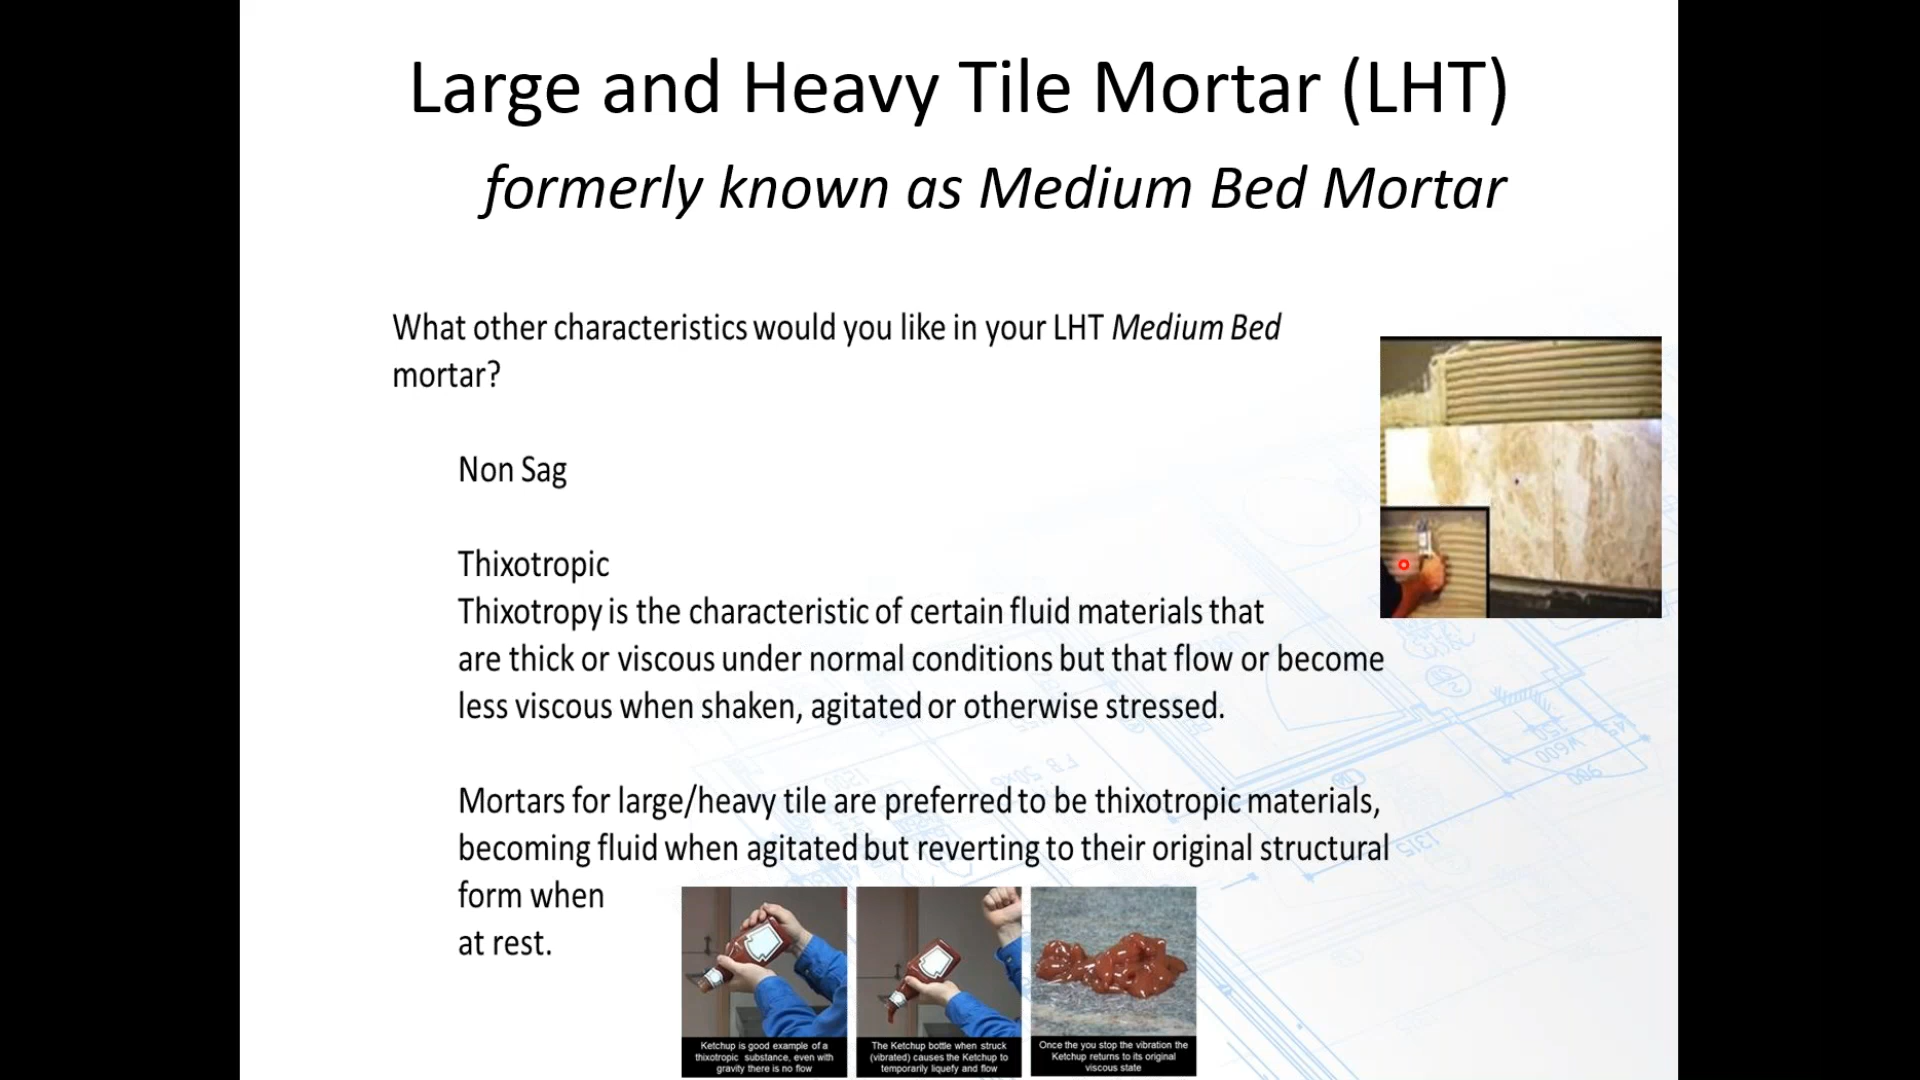 Large and Heavy Tile Mortar (LHT)
formerly known as Medium Bed Mortar
What other characteristics would you like in your LHT Medium Bed
mortar?
Non Sag
Thixotropic
Thixotropy is the characteristic of certain fluid materials that
are thick or viscous under normal conditions but that flow or become
less viscous when shaken, agitated or otherwise stressed.
Mortars for large/heavy tile are preferred to be thixotropic materials,
becoming fluid when agitated but reverting to their original structural
form when
at rest.
Ketchup is good example of a
thixotropic substance, even with
gravity there is no flow
The Ketchup bottle when struck
(vibrated) causes the Ketchup to
temporarily liquefy and flow
Once the you stop the vibration the
Ketchup returns to its original
viscous state
1315
980
W600
150